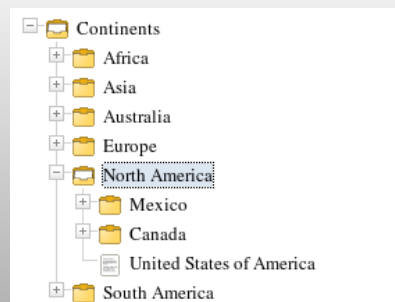 Continents
Africa
Asia
Australia
Europe
North America
Mexico
Canada
United States of America
South America